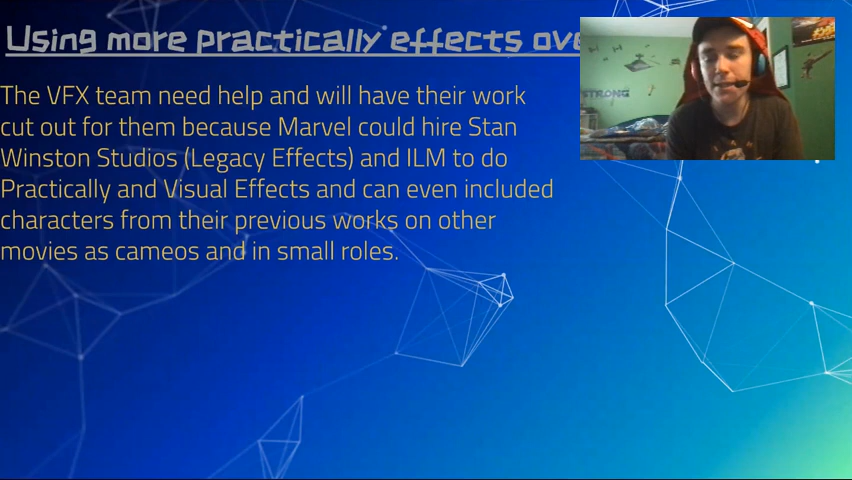 Using more practically effects ove
The VFX team need help and will have their work
cut out for them because Marvel could hire Stan
Winston Studios (Legacy Effects) and ILM to do
Practically and Visual Effects and can even included
characters from their previous works on other
movies as cameos and in small roles.
STRONG